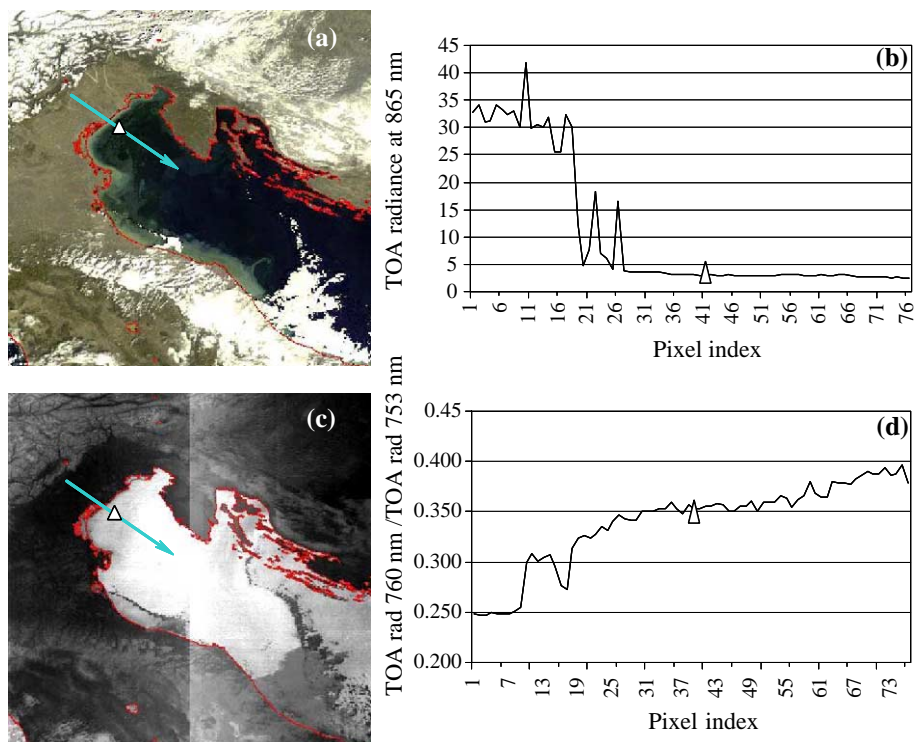 (a)
(b)
TOA radiance at 865 nm
45
40
35
30
25
20
15
10
5
0
1 6 11 16 21 26 31 36 41 46 51 56 61 66 71 76
Pixel index
(c)
(d)
TOA rad 760 nm /TOA rad 753 nm
0.45
0.400
0.350
0.300
0.250
0.200
1 7 13 19 25 31 37 43 49 55 61 67 73
Pixel index